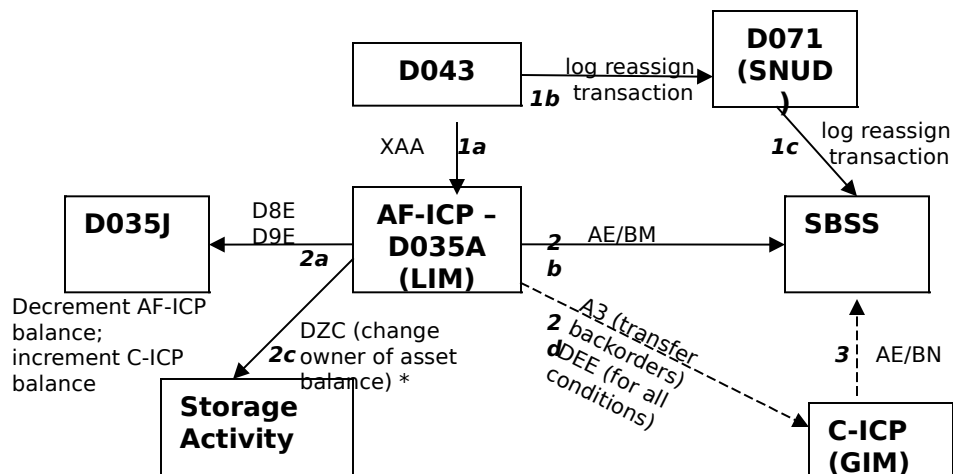 D043
D071
(SNUD
)
log reassign
transaction
1b
log reassign
transaction
1c
XAA
1a
D035J
D8E
D9E
2a
AF-ICP –
D035A
(LIM)
AE/BM
2
b
SBSS
Decrement AF-ICP
balance;
increment C-ICP
balance
DZC (change
owner of asset
balance) *
2c
A3 (transfer
backorders)
DEE (for all
conditions)
2
d
3
AE/BN
Storage
Activity
C-ICP
(GIM)